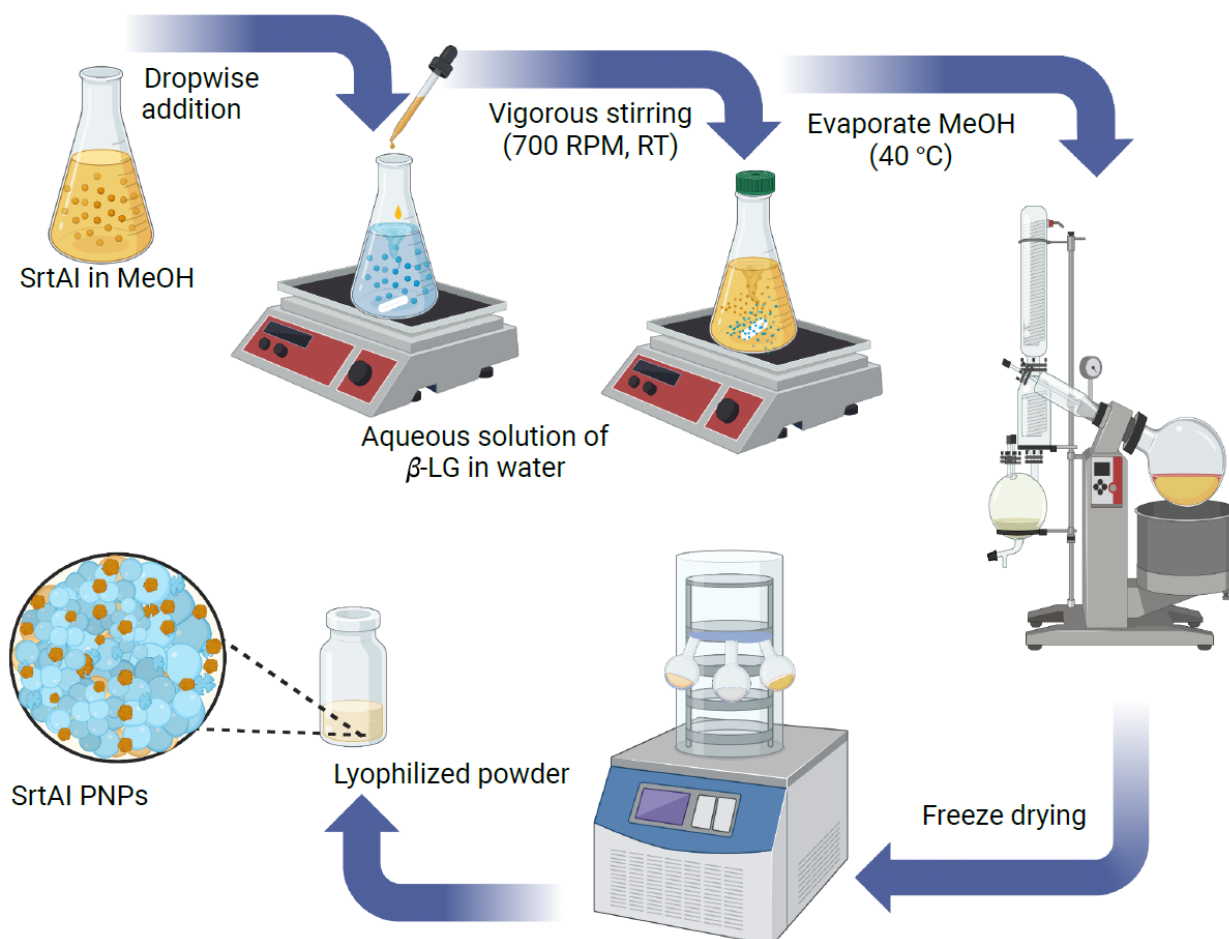 Dropwise
addition
SrtAI in MeOH
Vigorous stirring
(700 RPM, RT)
Aqueous solution of
β-LG in water
Evaporate MeOH
(40 °C)
Freeze drying
Lyophilized powder
SrtAI PNPs